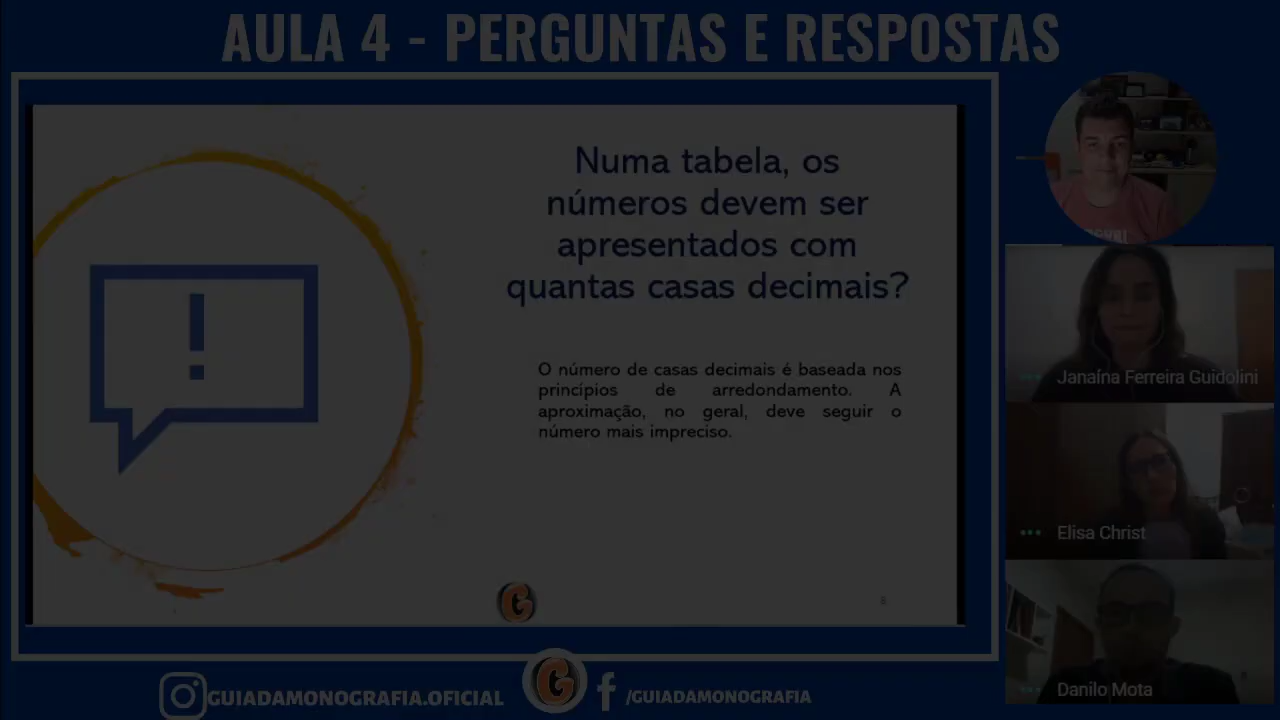 AULA 4 - PERGUNTAS E RESPOSTAS
Numa tabela, os
números devem ser
apresentados com
quantas casas decimais?
O número de casas decimais é baseada nos
princípios de arredondamento. A
aproximação, no geral, deve seguir o
número mais impreciso.
Janaína Ferreira Guidolini
Elisa Christ
Danilo Mota
G
G
GUIADAMONOGRAFIA.OFICIAL
/GUIADAMONOGRAFIA